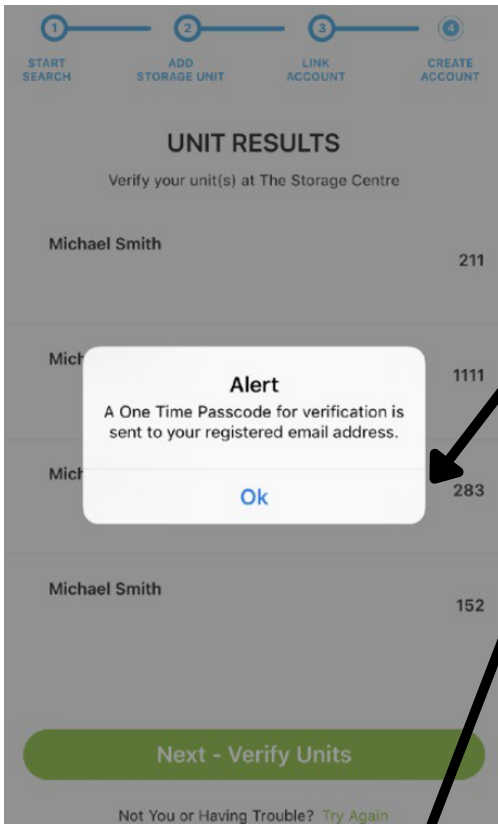 1 2 3 4
START SEARCH
ADD STORAGE UNIT
LINK ACCOUNT
CREATE ACCOUNT
UNIT RESULTS
Verify your unit(s) at The Storage Centre
Michael Smith
211
Mich
1111
Alert
A One Time Passcode for verification is
sent to your registered email address.
Mich
283
Ok
Michael Smith
152
Next - Verify Units
Not You or Having Trouble? Try Again